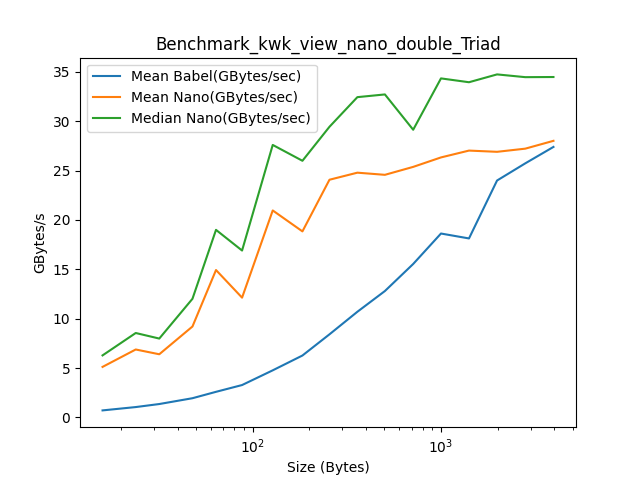 Benchmark_kwk_view_nano_double_Triad
Mean Babel(GBytes/sec)
Mean Nano(GBytes/sec)
Median Nano(GBytes/sec)
GBytes/s
35
30
25
20
15
10
5
0
10² 10³
Size (Bytes)